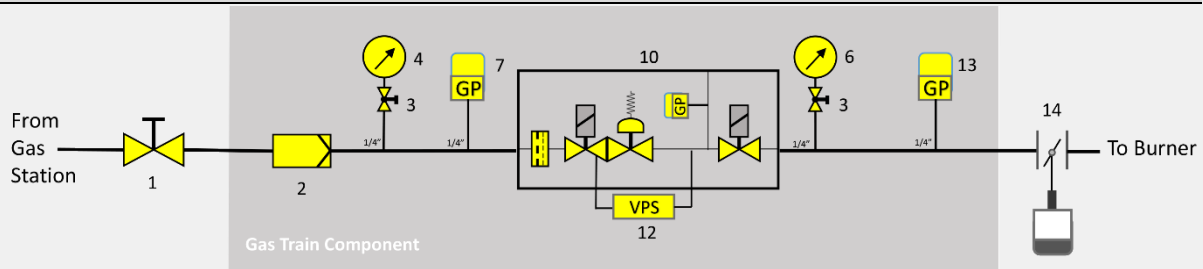 4
7
10
6
13
GP
GP
GP
3
3
14
From
Gas
Station
1/4"
1/4"
1/4"
1/4"
To Burner
1
2
VPS
12
Gas Train Component